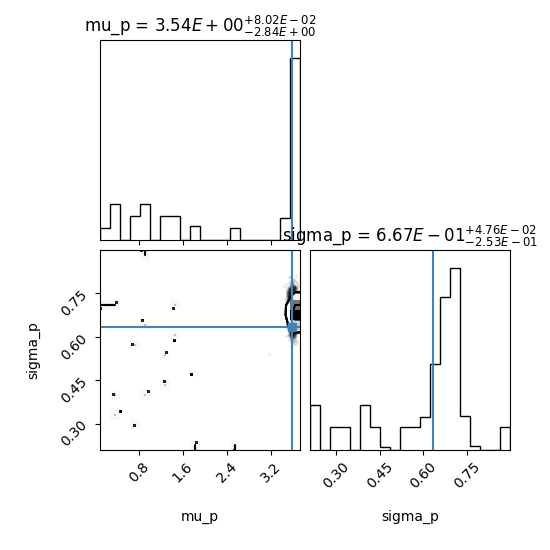 mu_p = 3.54E + 00+8.02E − 02 −2.84E + 00
sigma_p = 6.67E − 01+4.76E − 02 −2.53E − 01
0.75
0.60
0.45
0.30
sigma_p
0.8 1.6 2.4 3.2
0.30 0.45 0.60 0.75
mu_p
sigma_p